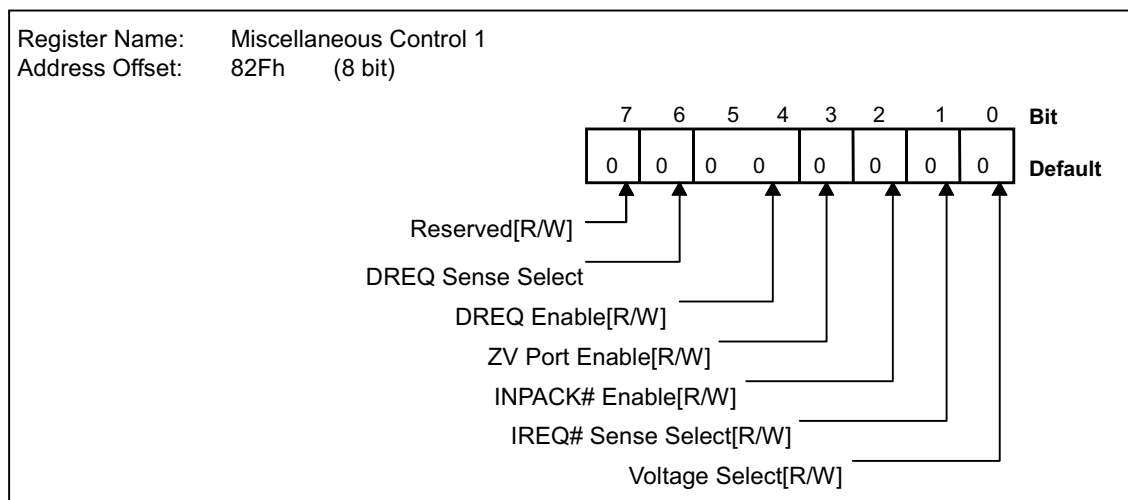 Register Name: Miscellaneous Control 1
Address Offset: 82Fh (8 bit)
7 6 5 4 3 2 1 0 Bit
0 0 0 0 0 0 0 0 Default
Reserved[R/W]
DREQ Sense Select
DREQ Enable[R/W]
ZV Port Enable[R/W]
INPACK# Enable[R/W]
IREQ# Sense Select[R/W]
Voltage Select[R/W]